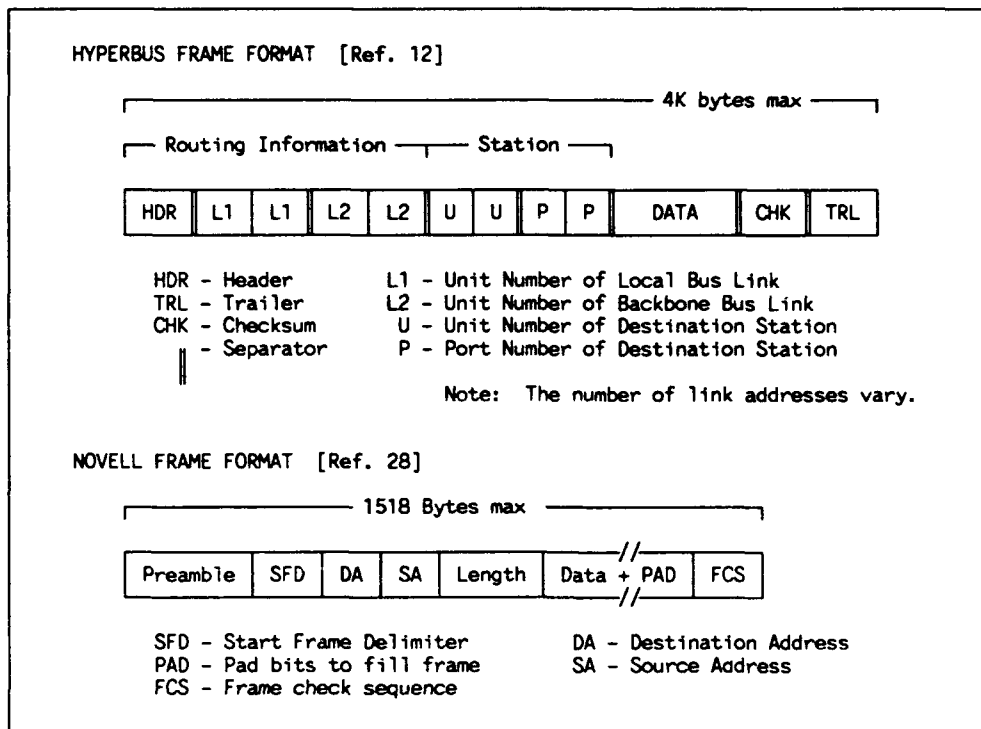 HYPERBUS FRAME FORMAT [Ref. 12]
4K bytes max
Routing Information Station
HDR L1 L1 L2 L2 U U P P DATA CHK TRL
HDR - Header L1 - Unit Number of Local Bus Link
TRL - Trailer L2 - Unit Number of Backbone Bus Link
CHK - Checksum U - Unit Number of Destination Station
- Separator P - Port Number of Destination Station
Note: The number of link addresses vary.
NOVELL FRAME FORMAT [Ref. 28]
1518 Bytes max
Preamble SFD DA SA Length Data + PAD FCS
SFD - Start Frame Delimiter DA - Destination Address
PAD - Pad bits to fill frame SA - Source Address
FCS - Frame check sequence